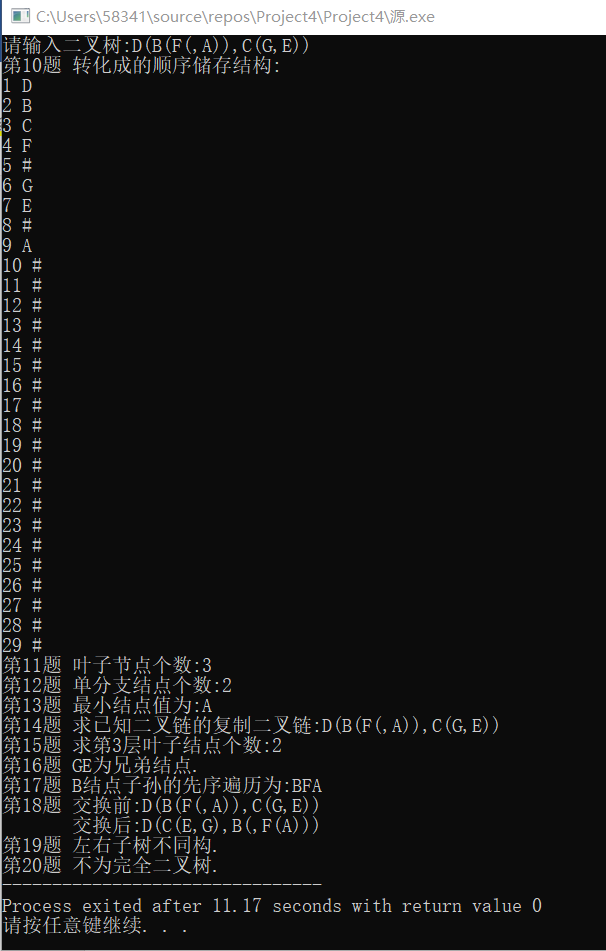 C:\Users\58341\source\repos\Project4\Project4\源.exe
请输入二叉树:D(B(F(,A)),C(G,E))
第10题 转化成的顺序储存结构:
1 D
2 B
3 C
4 F
5 #
6 G
7 E
8 #
9 A
10 #
11 #
12 #
13 #
14 #
15 #
16 #
17 #
18 #
19 #
20 #
21 #
22 #
23 #
24 #
25 #
26 #
27 #
28 #
29 #
第11题 叶子节点个数:3
第12题 单分支结点个数:2
第13题 最小结点值为:A
第14题 求已知二叉链的复制二叉链:D(B(F(,A)),C(G,E))
第15题 求第3层叶子结点个数:2
第16题 GE为兄弟结点.
第17题 B结点子孙的先序遍历为:BFA
第18题 交换前:D(B(F(,A)),C(G,E))
交换后:D(C(E,G),B(,F(A)))
第19题 左右子树不同构.
第20题 不为完全二叉树.
--------------------------------
Process exited after 11.17 seconds with return value 0
请按任意键继续. . .